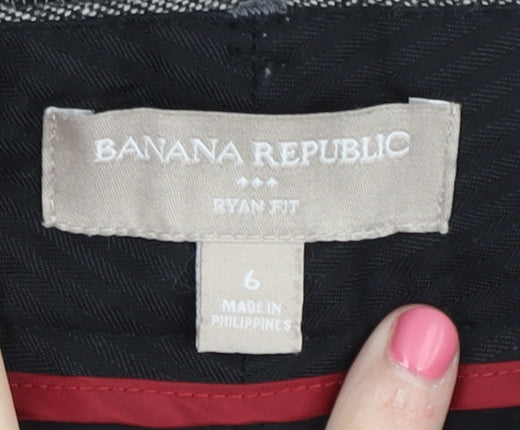 BANANA REPUBLIC
RYAN FIT
6
MADE IN
PHILIPPINES